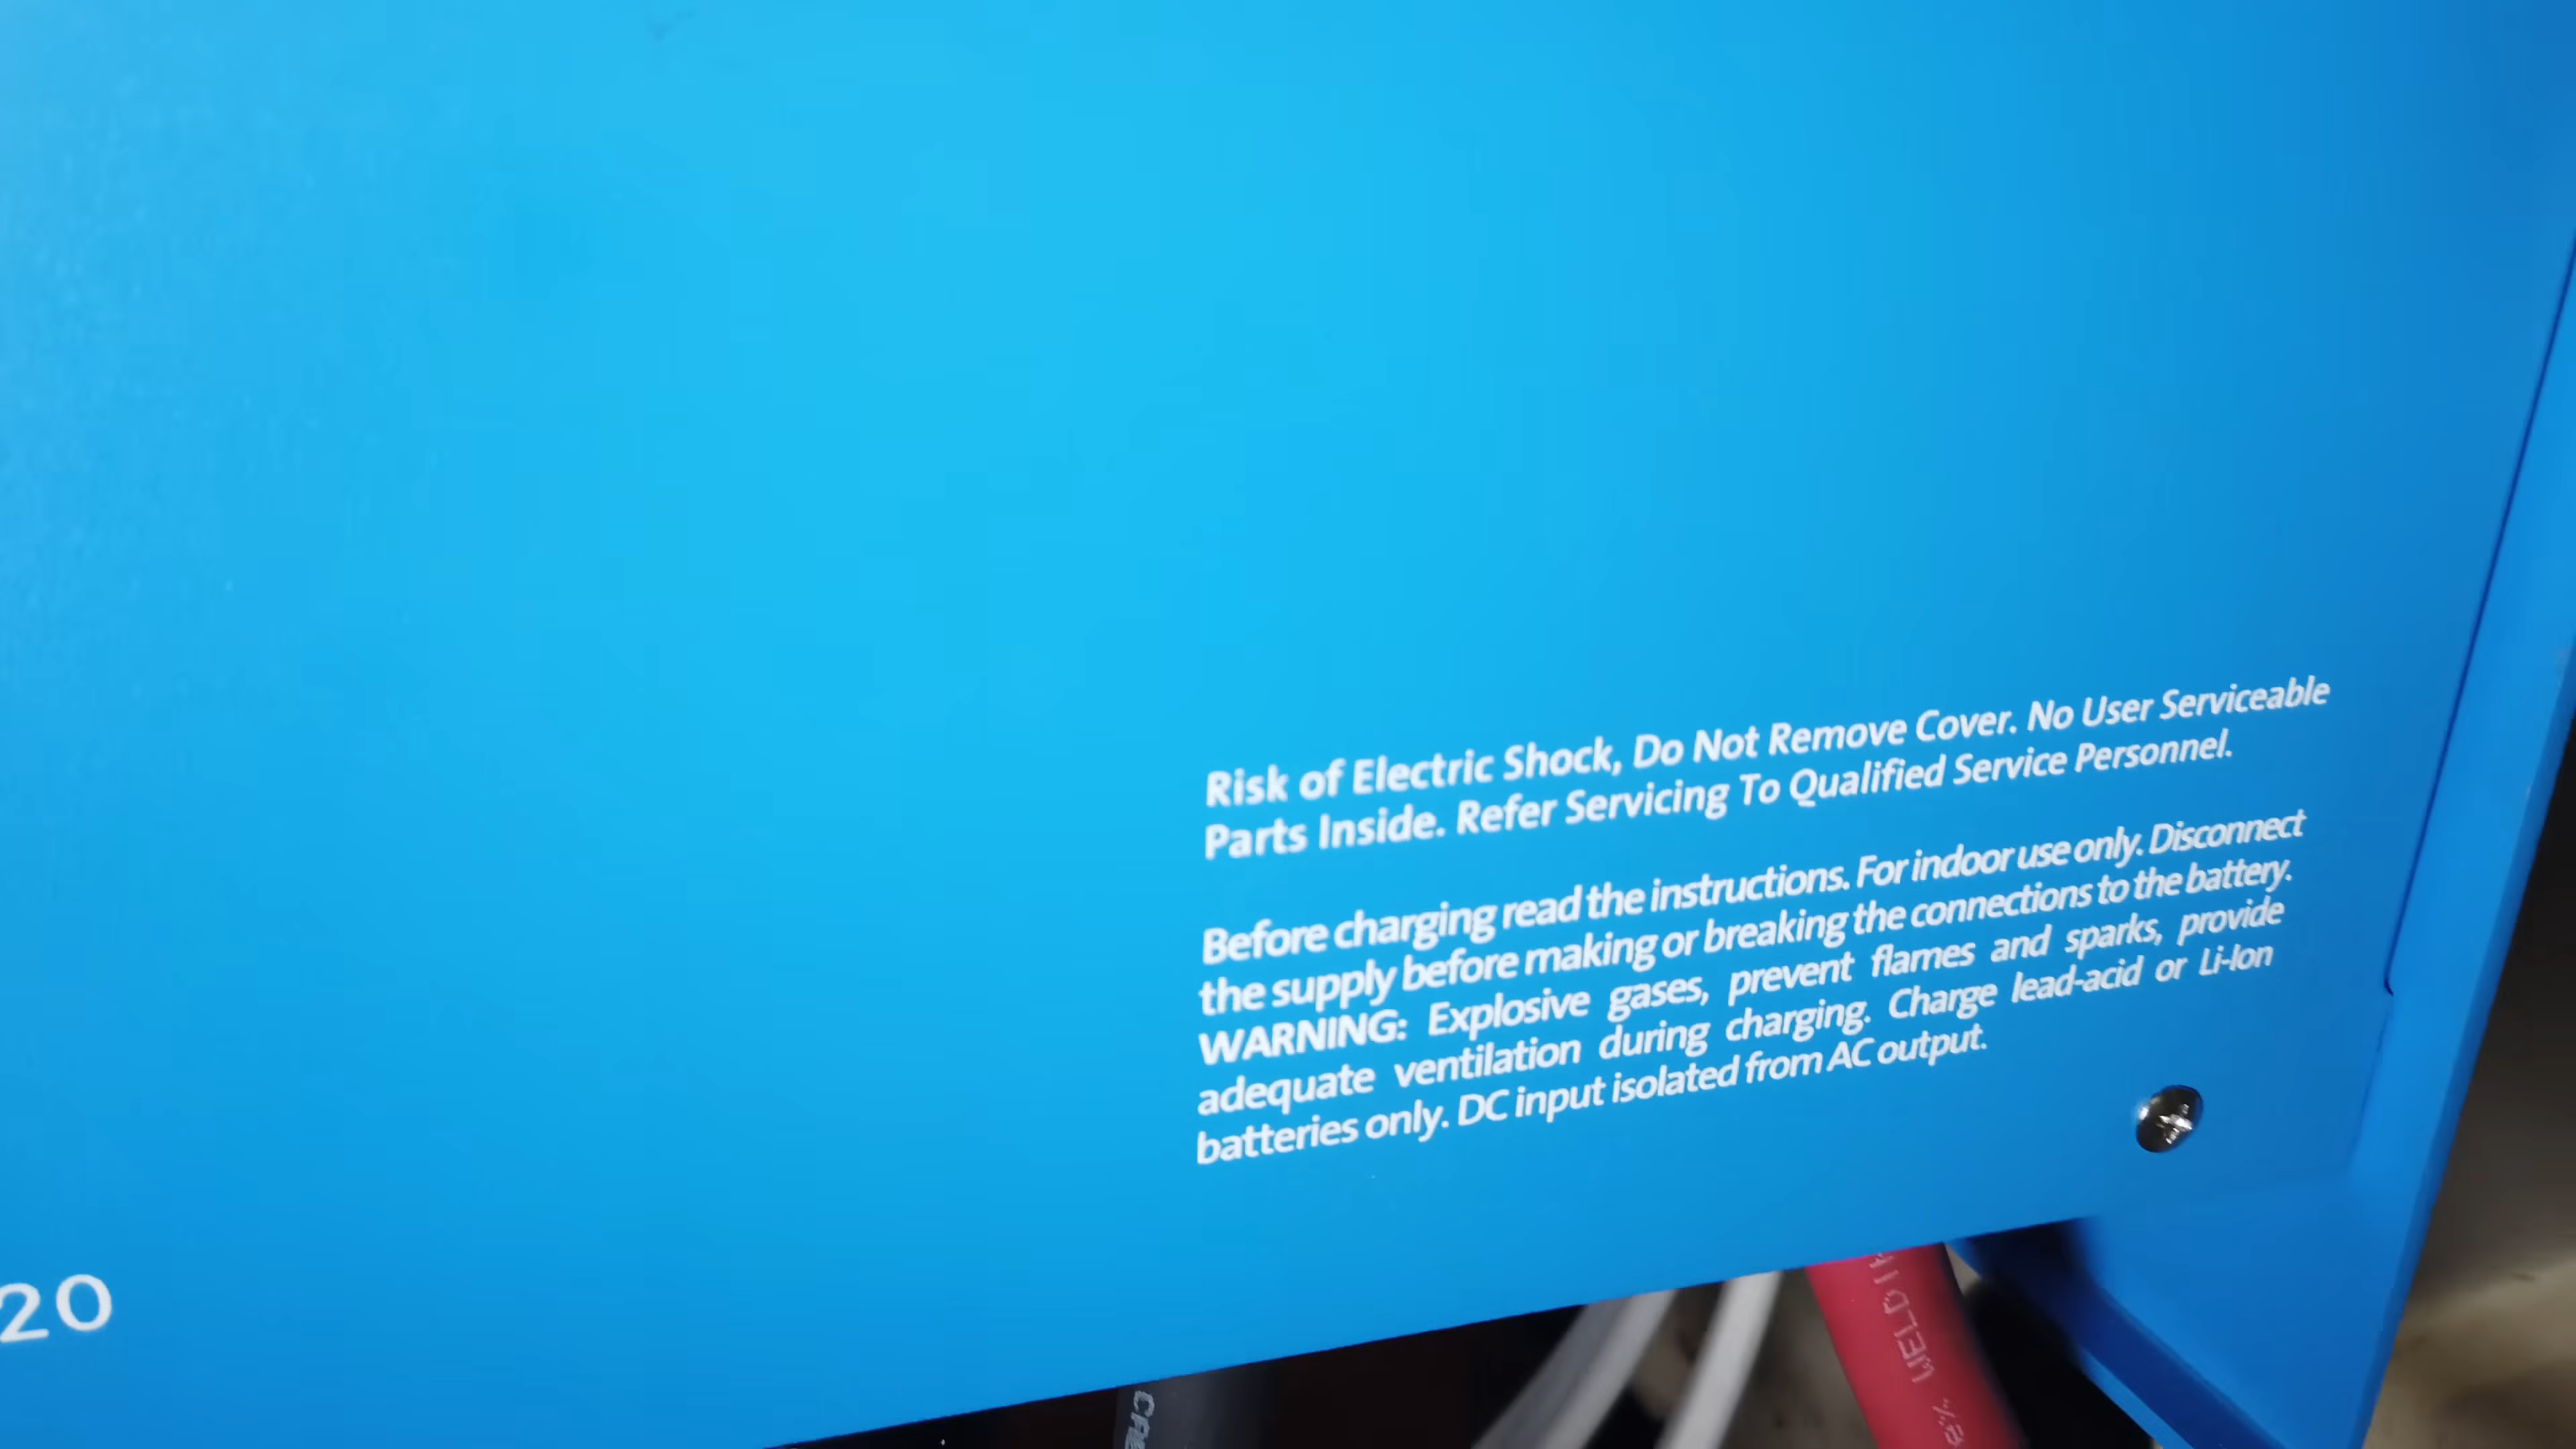 Risk of Electric Shock, Do Not Remove Cover. No User Serviceable
Parts Inside. Refer Servicing To Qualified Service Personnel.
Before charging read the instructions. For indoor use only. Disconnect
the supply before making or breaking the connections to the battery.
WARNING: Explosive gases, prevent flames and sparks, provide
adequate ventilation during charging. Charge lead-acid or Li-Ion
batteries only. DC input isolated from AC output.
20